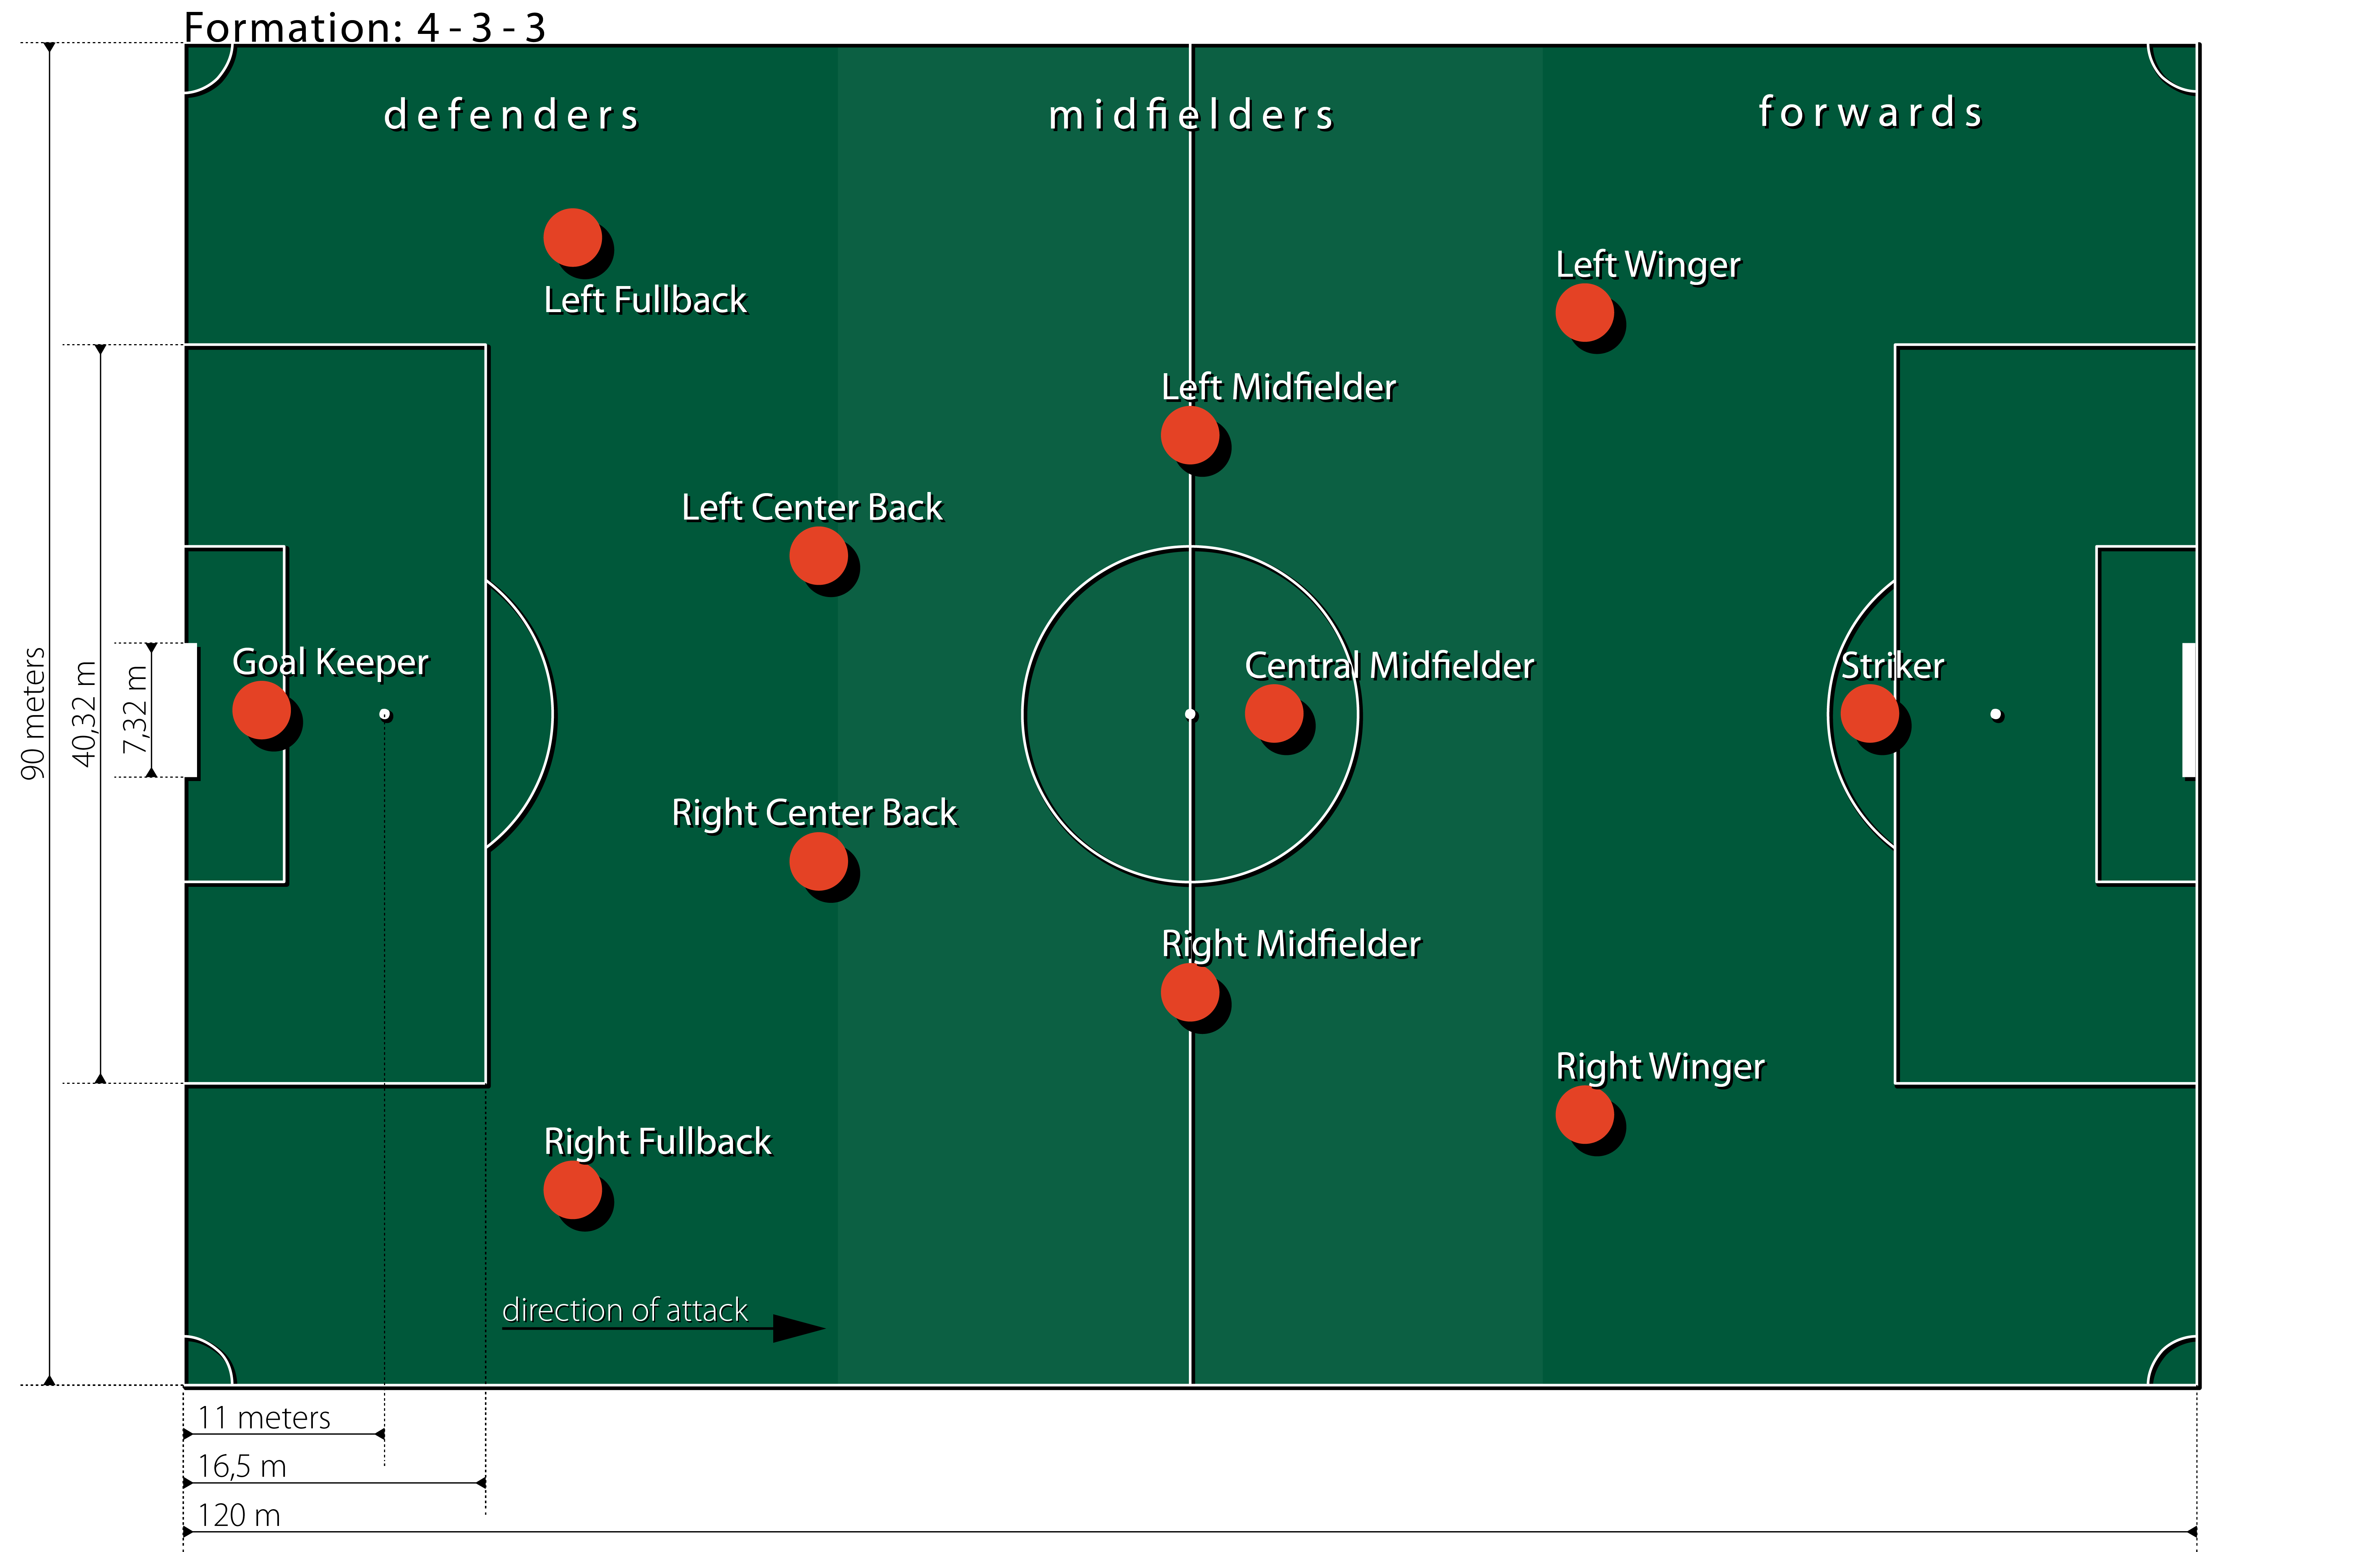 Formation: 4 - 3 - 3
defenders
midfielders
forwards
Left Fullback
Left Winger
Left Midfielder
Left Center Back
Goal Keeper
Central Midfielder
Striker
Right Center Back
Right Midfielder
Right Winger
Right Fullback
direction of attack
90 meters
40,32 m
7,32 m
11 meters
16,5 m
120 m